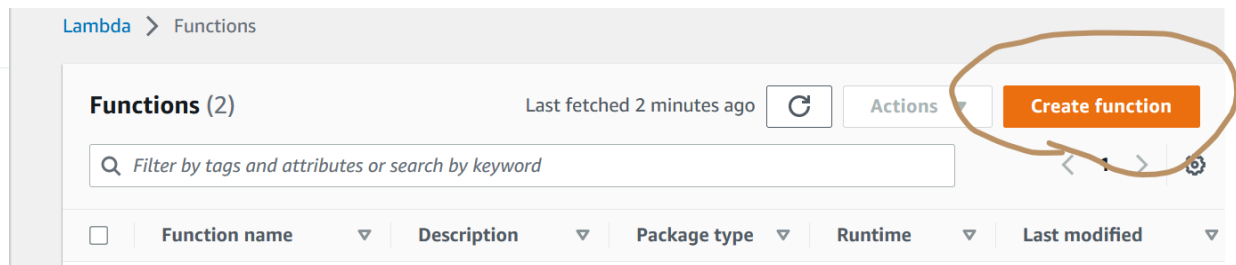 Lambda > Functions
Functions (2) Last fetched 2 minutes ago Actions Create function
Filter by tags and attributes or search by keyword < 1 >
Function name Description Package type Runtime Last modified